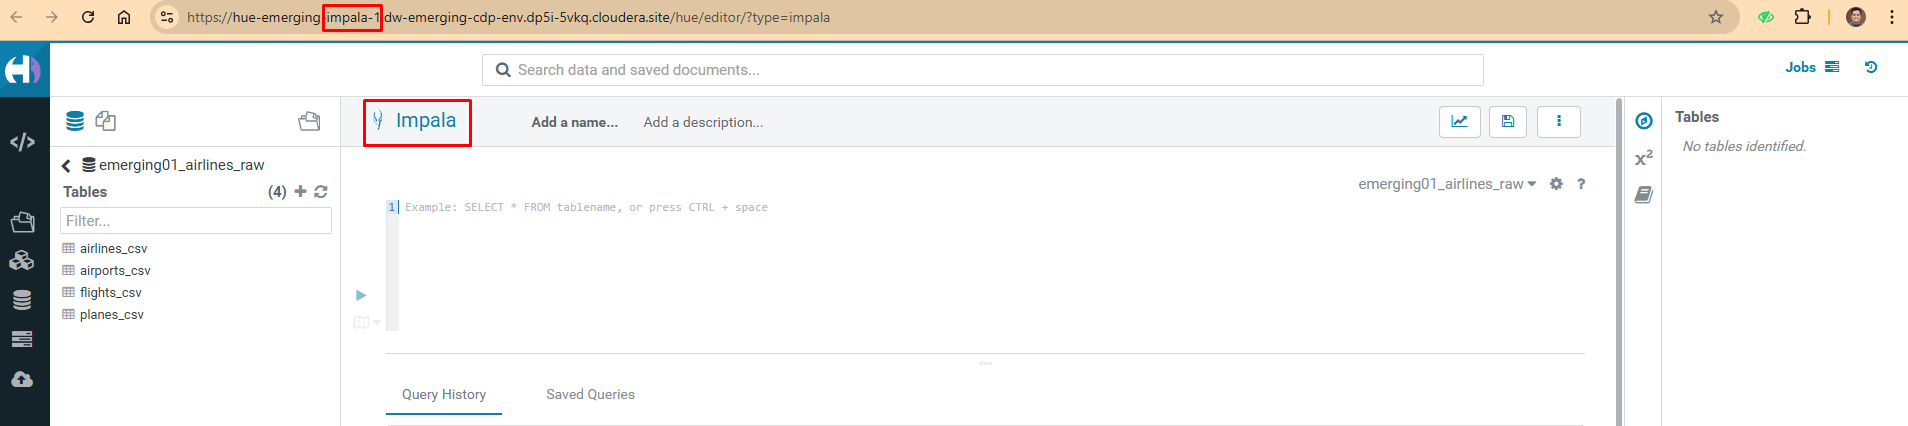 https://hue-emerging-impala-1.dw-emerging-cdp-env.dp5i-5vkq.cloudera.site/hue/editor/?type=impala
Search data and saved documents...
Jobs
Impala
Add a name...
Add a description...
Tables
No tables identified.
emerging01_airlines_raw
Tables
(4)
Filter...
airlines_csv
airports_csv
flights_csv
planes_csv
emerging01_airlines_raw
?
1
Example: SELECT * FROM tablename, or press CTRL + space
x²
Query History
Saved Queries